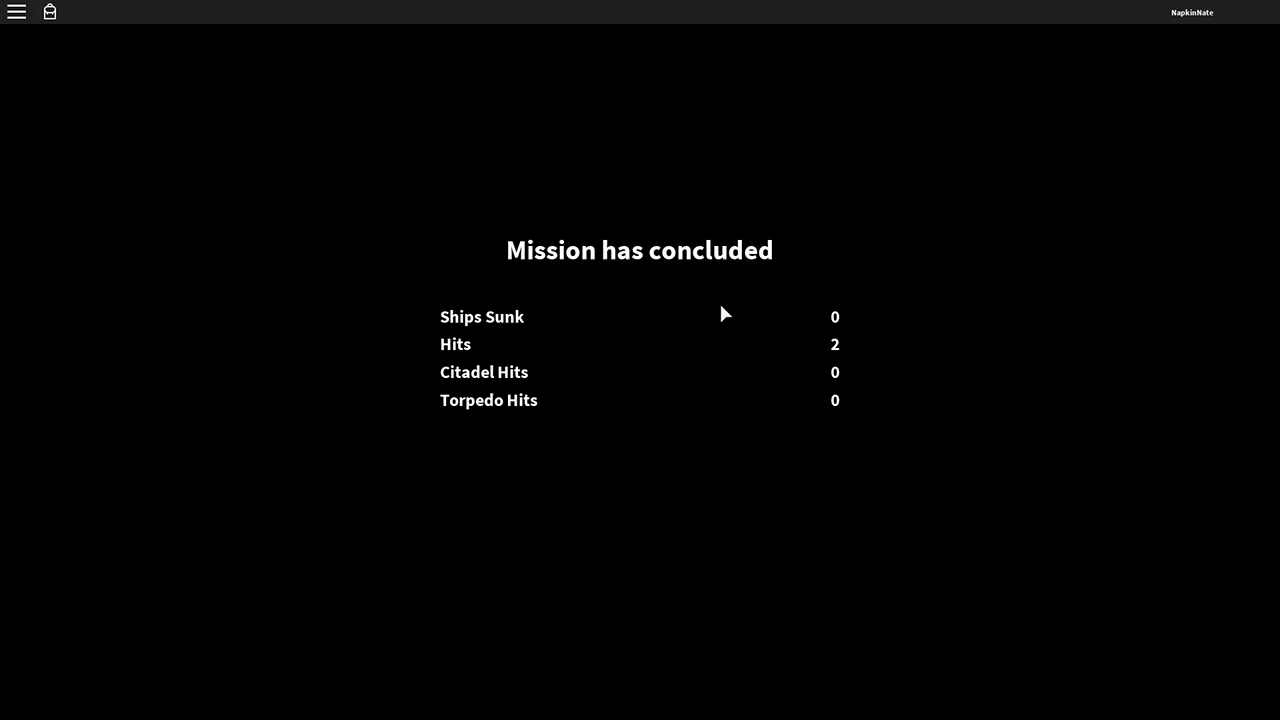 NapkinNate
Mission has concluded
Ships Sunk 0
Hits 2
Citadel Hits 0
Torpedo Hits 0